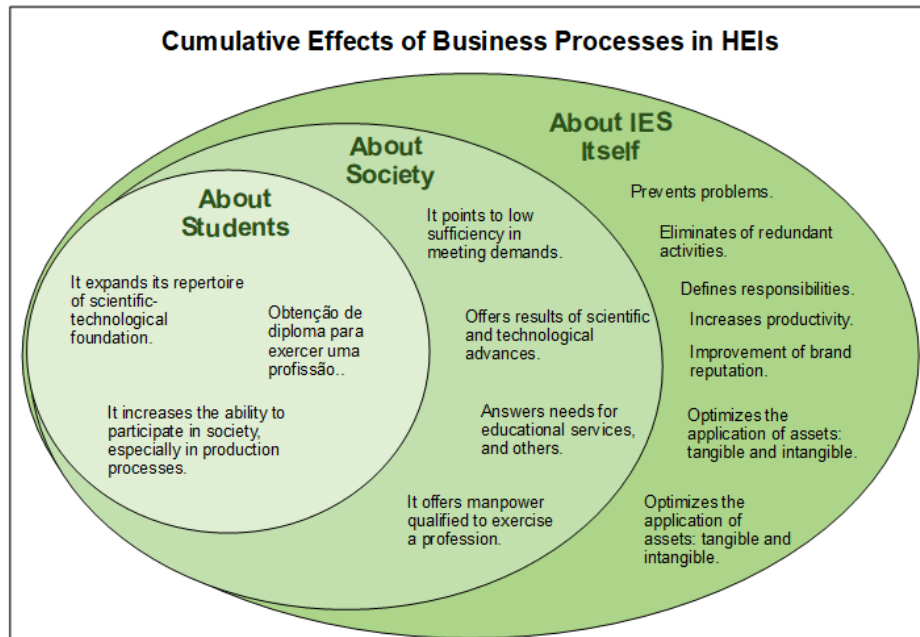 Cumulative Effects of Business Processes in HEIs
About Students
It expands its repertoire
of scientific-
technological
foundation.
Obtenção de
diploma para
exercer uma
profissão..
It increases the ability to
participate in society,
especially in production
processes.
About
Society
It points to low
sufficiency in
meeting demands.
Offers results of scientific
and technological
advances.
Answers needs for
educational services,
and others.
It offers manpower
qualified to exercise
a profession.
About IES
Itself
Prevents problems.
Eliminates of redundant
activities.
Defines responsibilities.
Increases productivity.
Improvement of brand
reputation.
Optimizes the
application of assets:
tangible and intangible.
Optimizes the
application of
assets: tangible and
intangible.